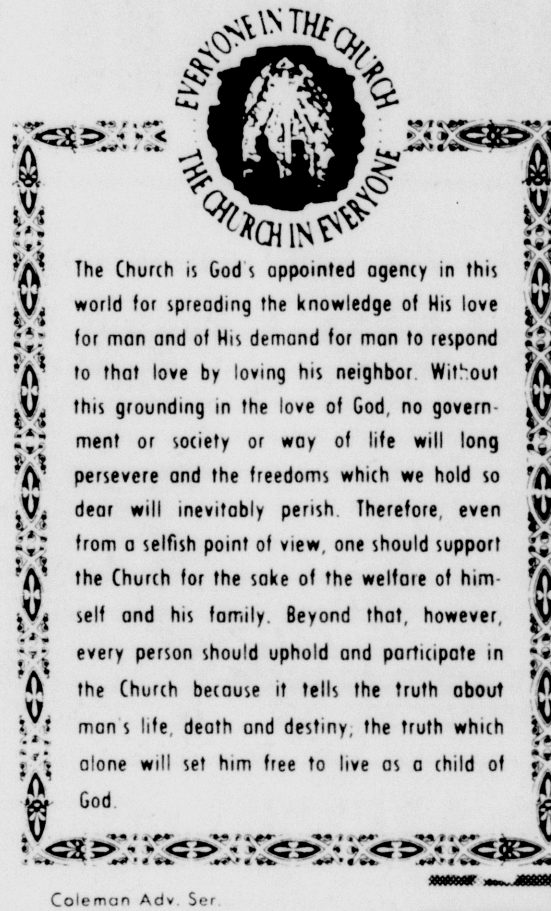 EVERYONE IN THE CHURCH
THE CHURCH IN EVERYONE
The Church is God's appointed agency in this
world for spreading the knowledge of His love
for man and of His demand for man to respond
to that love by loving his neighbor. Without
this grounding in the love of God, no govern-
ment or society or way of life will long
persevere and the freedoms which we hold so
dear will inevitably perish. Therefore, even
from a selfish point of view, one should support
the Church for the sake of the welfare of him-
self and his family. Beyond that, however,
every person should uphold and participate in
the Church because it tells the truth about
man's life, death and destiny; the truth which
alone will set him free to live as a child of
God.
Coleman Adv. Ser.